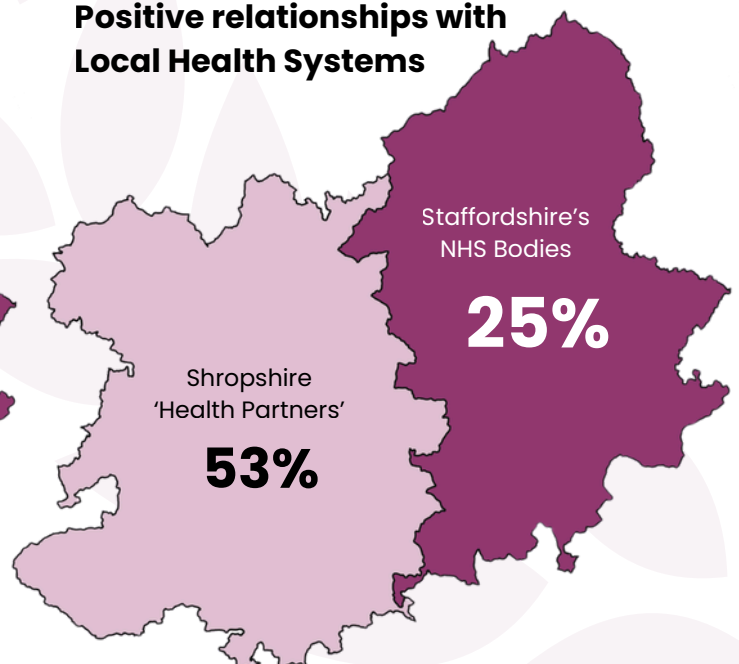 Positive relationships with
Local Health Systems
Staffordshire’s
NHS Bodies
25%
Shropshire
‘Health Partners’
53%